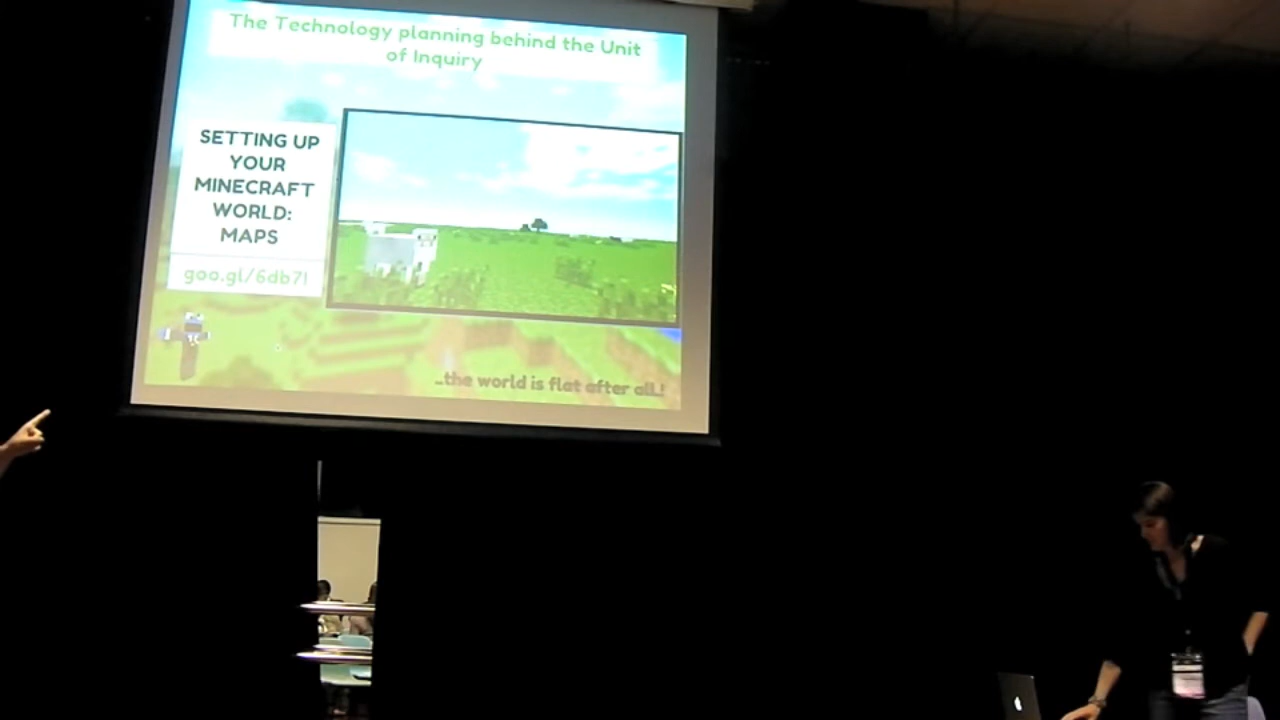 The Technology planning behind the Unit
of Inquiry
SETTING UP
YOUR
MINECRAFT
WORLD:
MAPS
goo.gl/6db7l
...the world is flat after all!